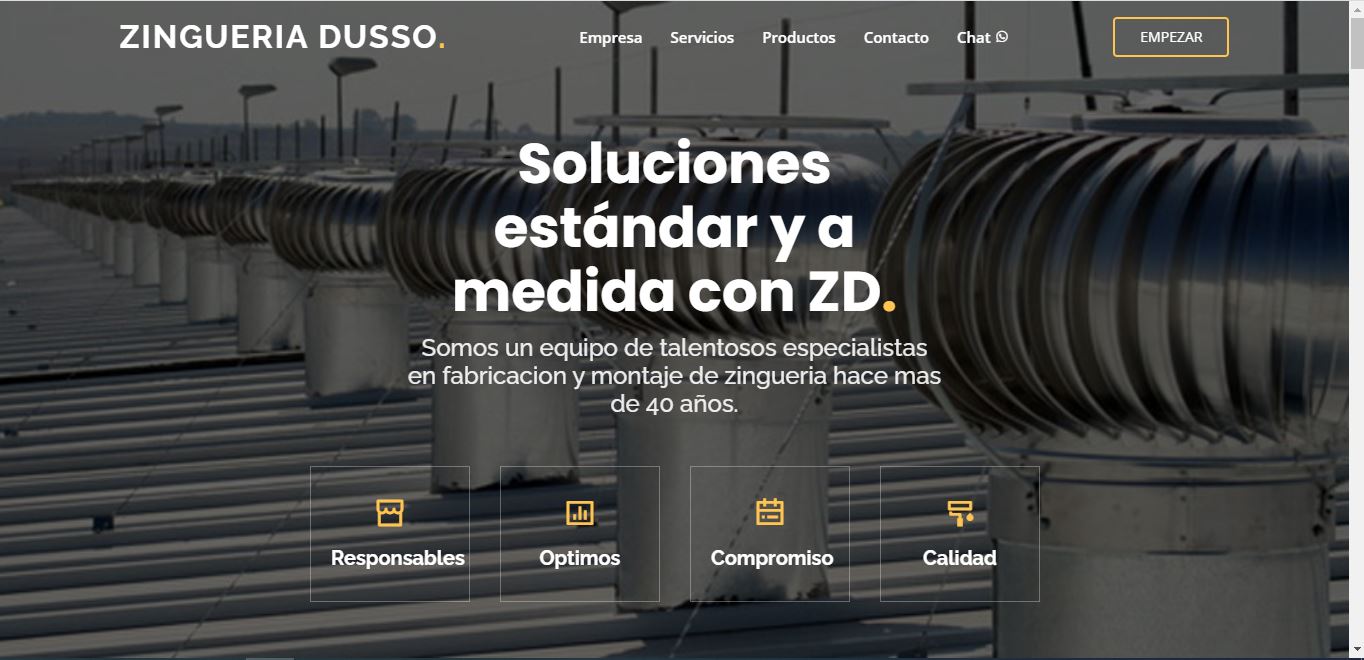 ZINGUERIA DUSSO.
Empresa Servicios Productos Contacto Chat
EMPEZAR
Soluciones
estándar y a
medida con ZD.
Somos un equipo de talentosos especialistas
en fabricacion y montaje de zingueria hace mas
de 40 años.
Responsables
Optimos
Compromiso
Calidad